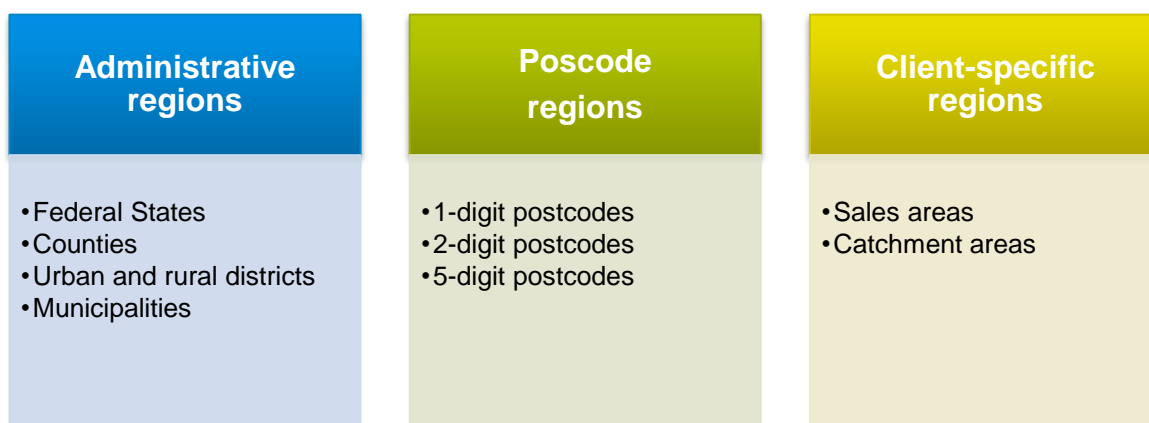 Administrative
regions
•Federal States
•Counties
•Urban and rural districts
•Municipalities
Poscode
regions
•1-digit postcodes
•2-digit postcodes
•5-digit postcodes
Client-specific
regions
•Sales areas
•Catchment areas